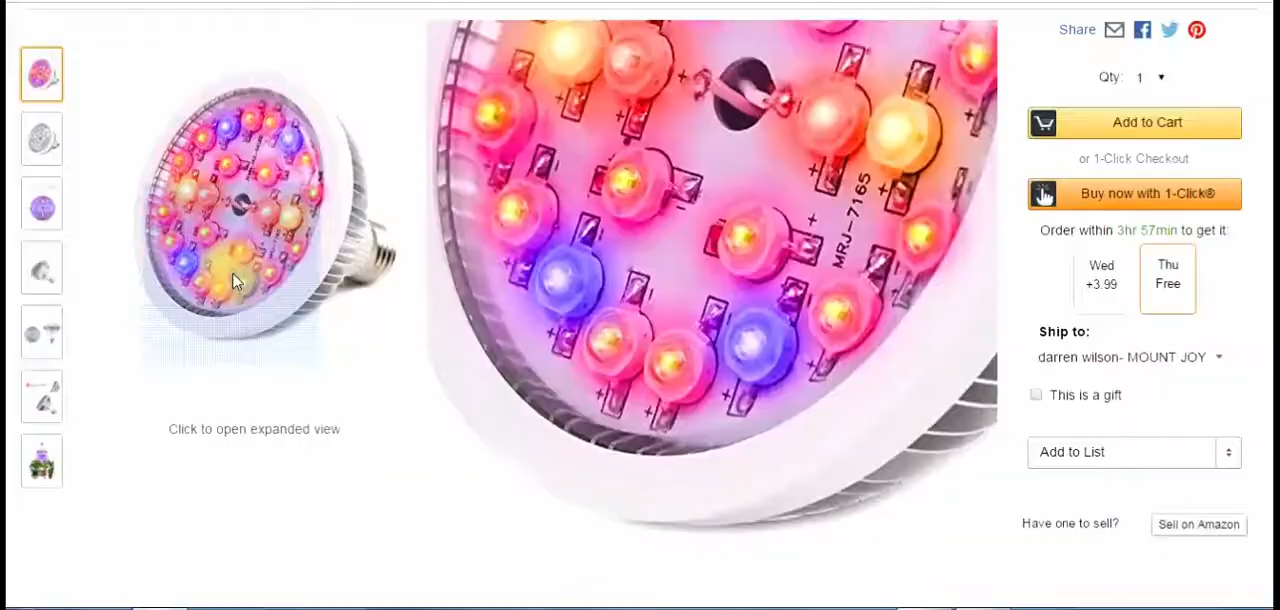 Share
Qty: 1
Add to Cart
or 1-Click Checkout
Buy now with 1-Click®
Order within 3hr 57min to get it
Wed
+3.99
Thu
Free
Ship to:
darren wilson- MOUNT JOY
This is a gift
Add to List
Have one to sell?
Sell on Amazon
Click to open expanded view
MRJ-7165